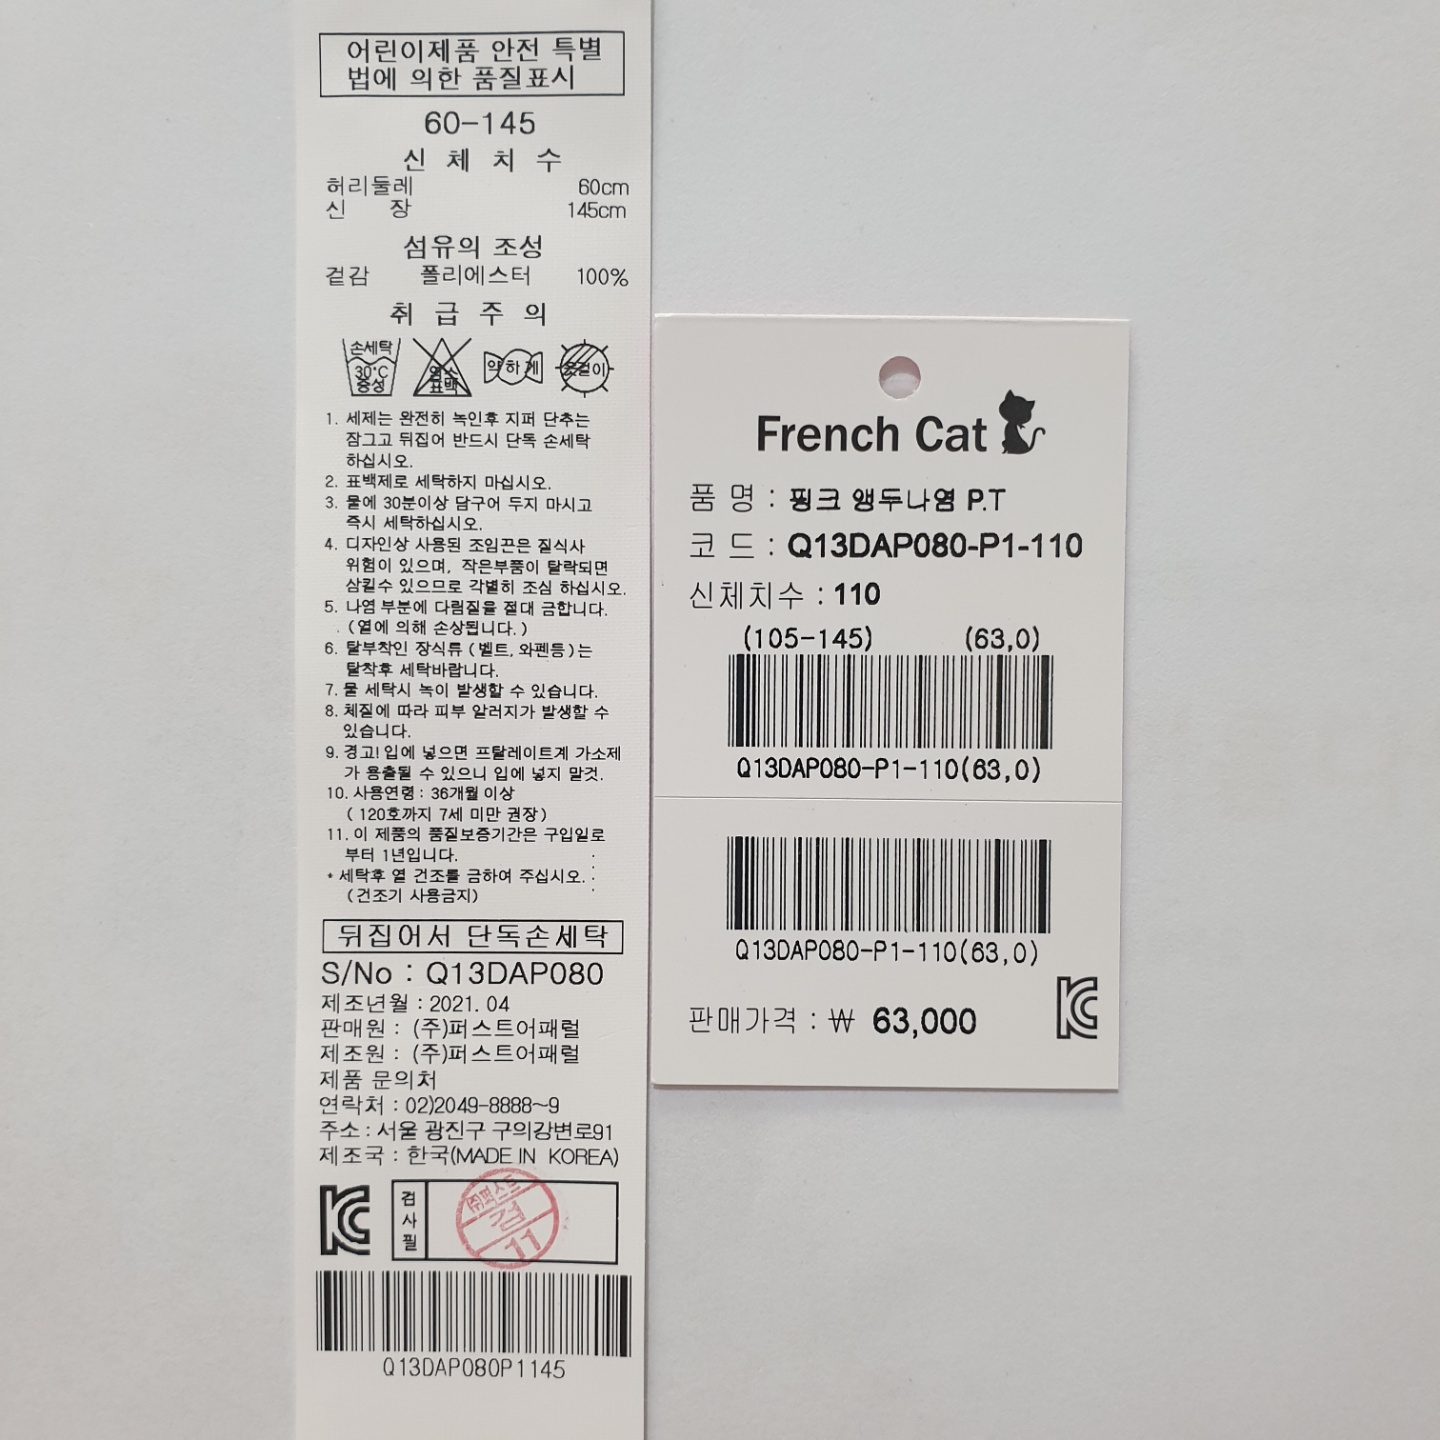 어린이제품 안전 특별
법에 의한 품질표시
60-145
신 체 치 수
허리둘레 60cm
신 장 145cm
섬유의 조성
겉감 폴리에스터 100%
취 급 주 의
손세탁
30°C
중성
염소
표백
약하게
옷걸이
1. 세제는 완전히 녹인후 지퍼 단추는
잠그고 뒤집어 반드시 단독 손세탁
하십시오.
2. 표백제로 세탁하지 마십시오.
3. 물에 30분이상 담구어 두지 마시고
즉시 세탁하십시오.
4. 디자인상 사용된 조임끈은 질식사
위험이 있으며, 작은부품이 탈락되면
삼킬수 있으므로 각별히 조심 하십시오.
5. 나염 부분에 다림질을 절대 금합니다.
(열에 의해 손상됩니다.)
6. 탈부착인 장식류 (벨트, 와펜등)는
탈착후 세탁바랍니다.
7. 물 세탁시 녹이 발생할 수 있습니다.
8. 체질에 따라 피부 알러지가 발생할 수
있습니다.
9. 경고! 입에 넣으면 프탈레이트계 가소제
가 용출될 수 있으니 입에 넣지 말것.
10. 사용연령 : 36개월 이상
( 120호까지 7세 미만 권장)
11. 이 제품의 품질보증기간은 구입일로
부터 1년입니다.
* 세탁후 열 건조를 금하여 주십시오.
(건조기 사용금지)
뒤집어서 단독손세탁
S/No : Q13DAP080
제조년월 : 2021. 04
판매원 : (주)퍼스트어패럴
제조원 : (주)퍼스트어패럴
제품 문의처
연락처 : 02)2049-8888~9
주소 : 서울 광진구 구의강변로91
제조국 : 한국(MADE IN KOREA)
KC
검사필
㈜퍼스트
검
11
Q13DAP080P1145
French Cat
품 명 : 핑크 앵두나염 P.T
코 드 : Q13DAP080-P1-110
신체치수 : 110
(105-145) (63,0)
Q13DAP080-P1-110(63,0)
Q13DAP080-P1-110(63,0)
판매가격 : ₩ 63,000
KC